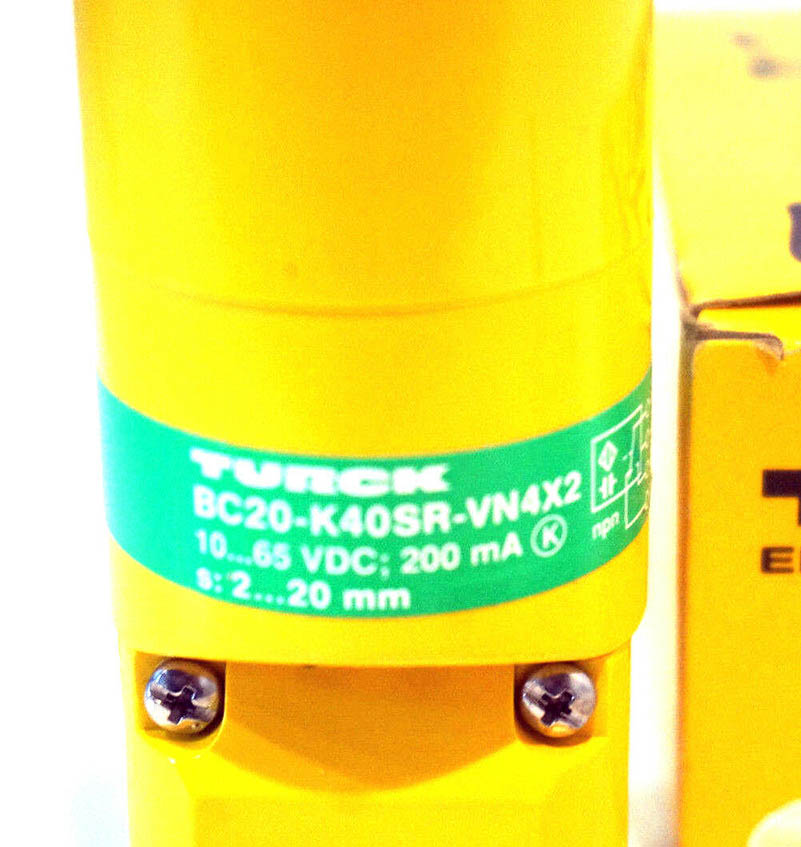 TURCK
BC20-K40SR-VN4X2
10...65 VDC; 200 mA K
s: 2...20 mm
npn